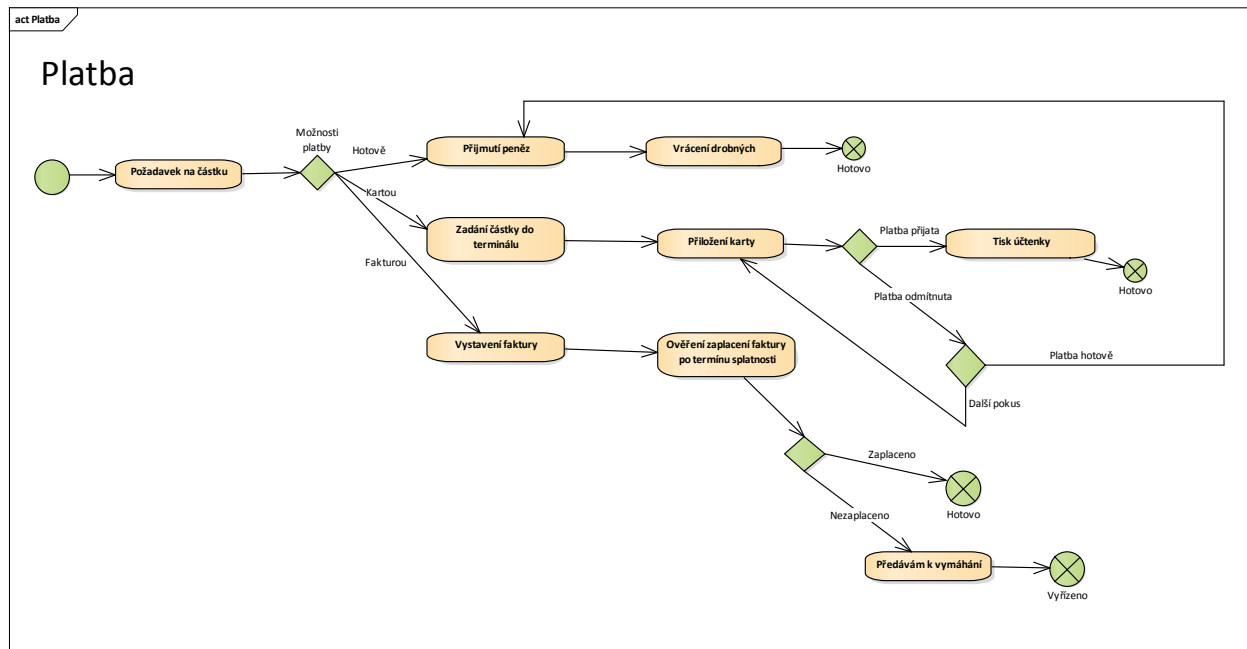 act Platba
Platba
Možnosti
platby
Hotově
Přijmutí peněz
Vrácení drobných
Hotovo
Požadavek na částku
Kartou
Zadání částky do
terminálu
Přiložení karty
Platba přijata
Tisk účtenky
Hotovo
Fakturou
Platba odmítnuta
Vystavení faktury
Ověření zaplacení faktury
po termínu splatnosti
Platba hotově
Další pokus
Zaplaceno
Hotovo
Nezaplaceno
Předávám k vymáhání
Vyřízeno